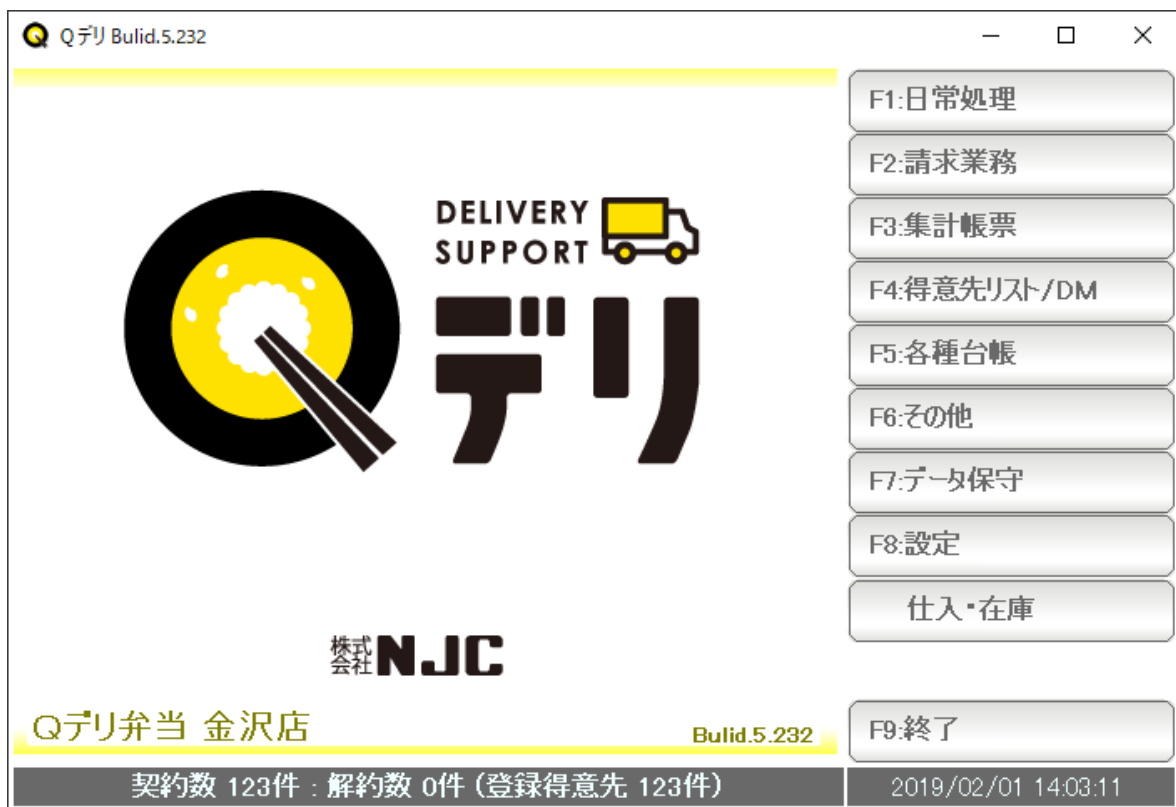 Qデリ Bulid.5.232
F1:日常処理
F2:請求業務
F3:集計帳票
F4:得意先リスト/DM
F5:各種台帳
F6:その他
F7:データ保守
F8:設定
仕入・在庫
F9:終了
DELIVERY
SUPPORT
デリ
株式会社NJC
Qデリ弁当 金沢店
Bulid.5.232
契約数 123件 : 解約数 0件 (登録得意先 123件)
2019/02/01 14:03:11